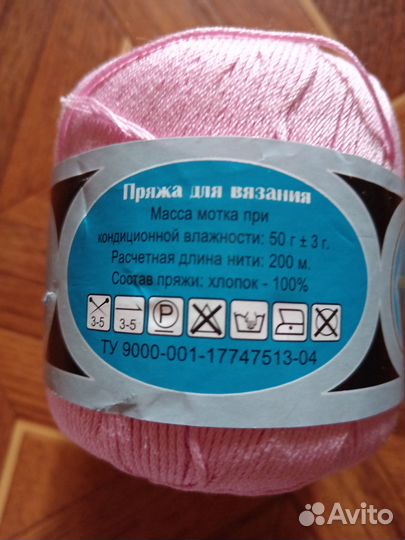 Пряжа для вязания
Масса мотка при
кондиционной влажности: 50 г ± 3 г.
Расчетная длина нити: 200 м.
Состав пряжи: хлопок - 100%
3-5 3-5 P
ТУ 9000-001-17747513-04
Avito